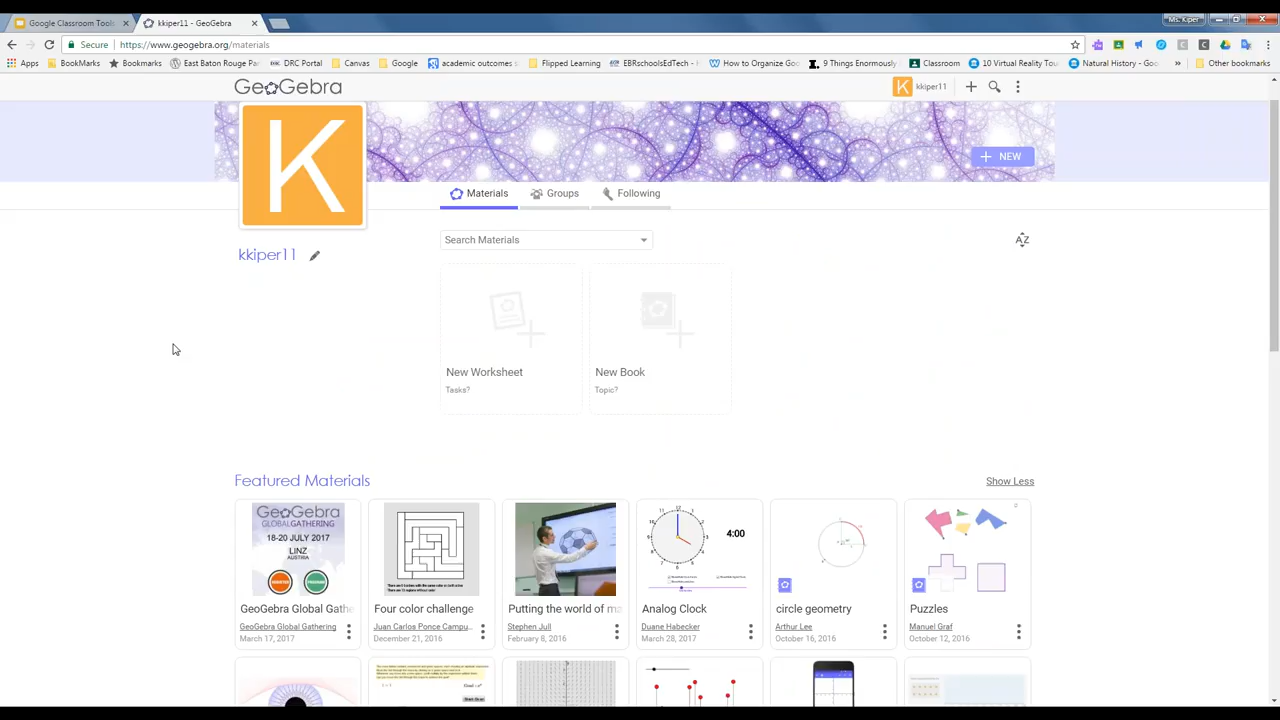 Google Classroom Tools
kkiper11 - GeoGebra
Ms. Kiper
Secure
https://www.geogebra.org/materials
Apps
BookMarks
Bookmarks
East Baton Rouge Par
DRC Portal
Canvas
Google
academic outcomes s
Flipped Learning
EBRschoolsEdTech -
How to Organize Goo
9 Things Enormously
Classroom
10 Virtual Reality Tou
Natural History - Goo
»
Other bookmarks
GeoGebra
K kkiper11
K
+ NEW
Materials
Groups
Following
Search Materials
AZ
kkiper11
New Worksheet
Tasks?
New Book
Topic?
Featured Materials
Show Less
GeoGebra
GLOBALGATHERING
18-20 JULY 2017
LINZ
AUSTRIA
4:00
GeoGebra Global Gathe
GeoGebra Global Gathering
March 17, 2017
Four color challenge
Juan Carlos Ponce Campu...
December 21, 2016
Putting the world of ma
Stephen Jull
February 8, 2016
Analog Clock
Duane Habecker
March 28, 2017
circle geometry
Arthur Lee
October 16, 2016
Puzzles
Manuel Graf
October 12, 2016